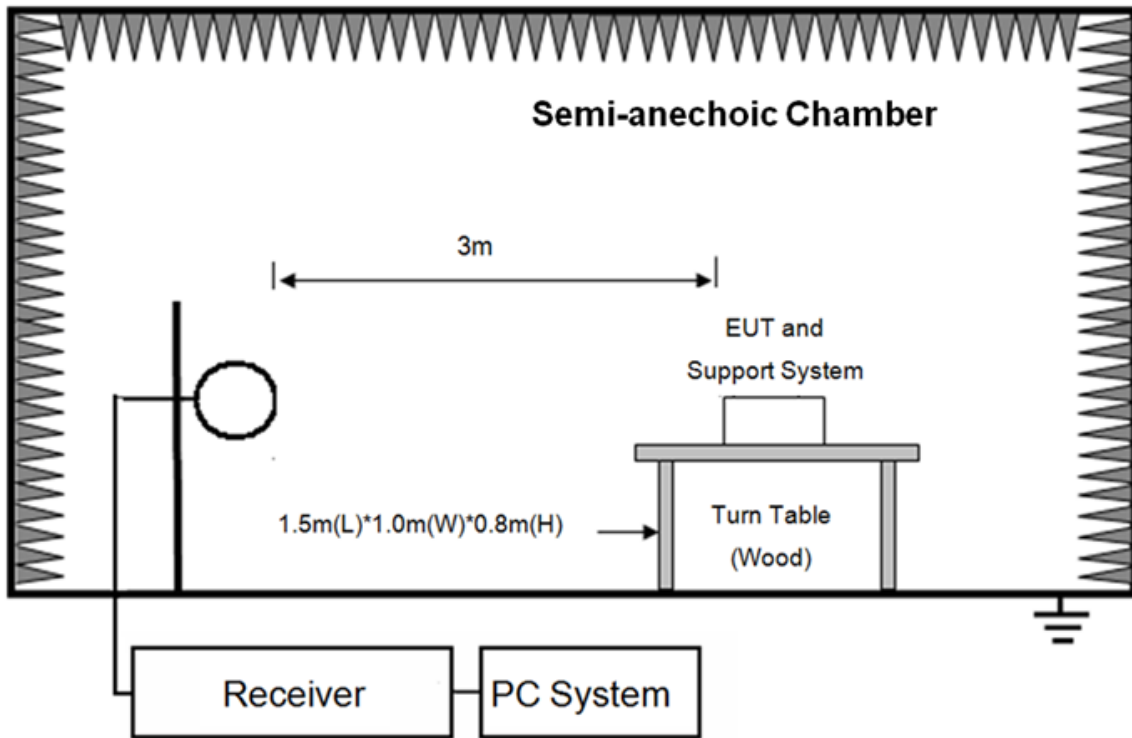 Semi-anechoic Chamber
3m
EUT and
Support System
1.5m(L)*1.0m(W)*0.8m(H)
Turn Table
(Wood)
Receiver
PC System